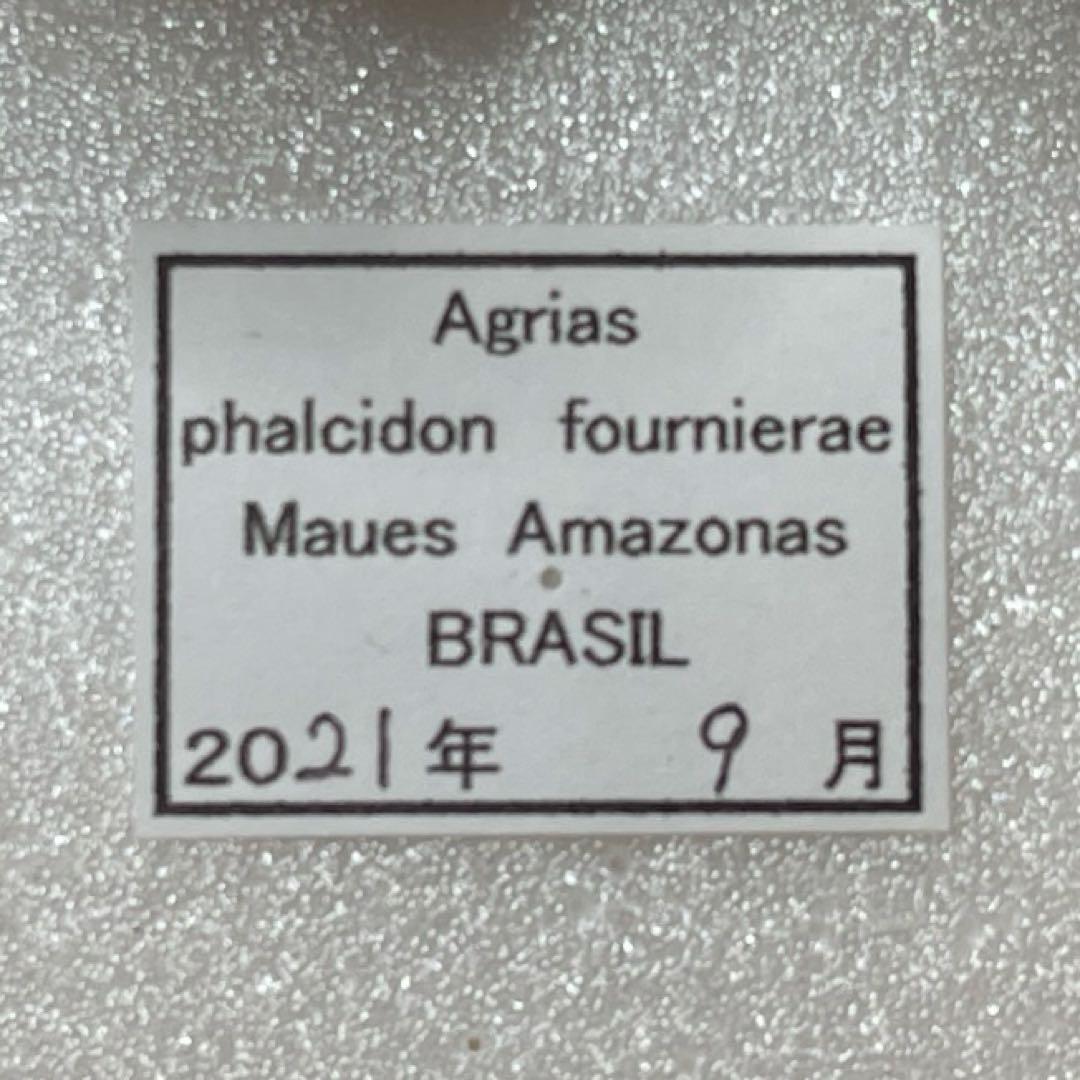 Agrias
phalcidon fournierae
Maues Amazonas
BRASIL
2021年 9月